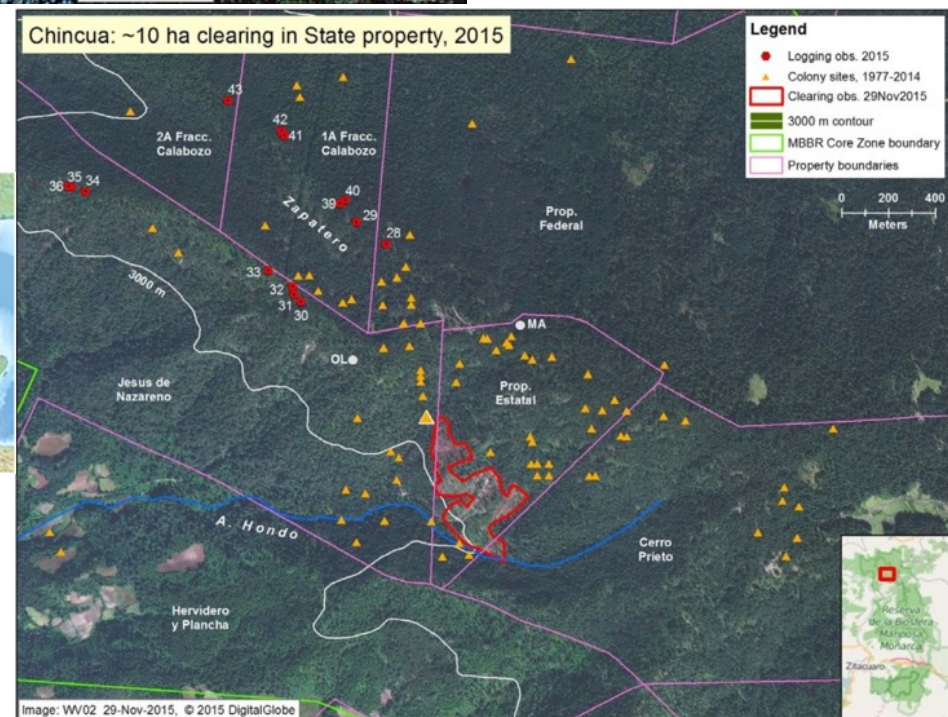 Chincua: ~10 ha clearing in State property, 2015
Legend
Logging obs. 2015
Colony sites, 1977-2014
Clearing obs. 29Nov2015
3000 m contour
MBBR Core Zone boundary
Property boundaries
0 200 400
Meters
43
42
41
2A Fracc.
Calabozo
1A Fracc.
Calabozo
36
35
34
40
39
29
28
Zapatero
Prop.
Federal
33
32
31
30
3000 m
MA
OL
Jesus de
Nazareno
Prop.
Estatal
A. Hondo
Cerro
Prieto
Hervidero
y Plancha
Reserva
de la Biosfera
Mariposa
Monarca
Zitacuaro
Image: WV02 29-Nov-2015, © 2015 DigitalGlobe